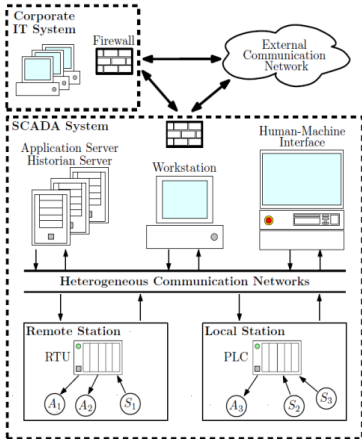 Corporate
IT System
Firewall
External
Communication
Network
SCADA System
Application Server
Historian Server
Workstation
Human-Machine
Interface
Heterogeneous Communication Networks
Remote Station
RTU
A1 A2 S1
Local Station
PLC
A3 S2 S3